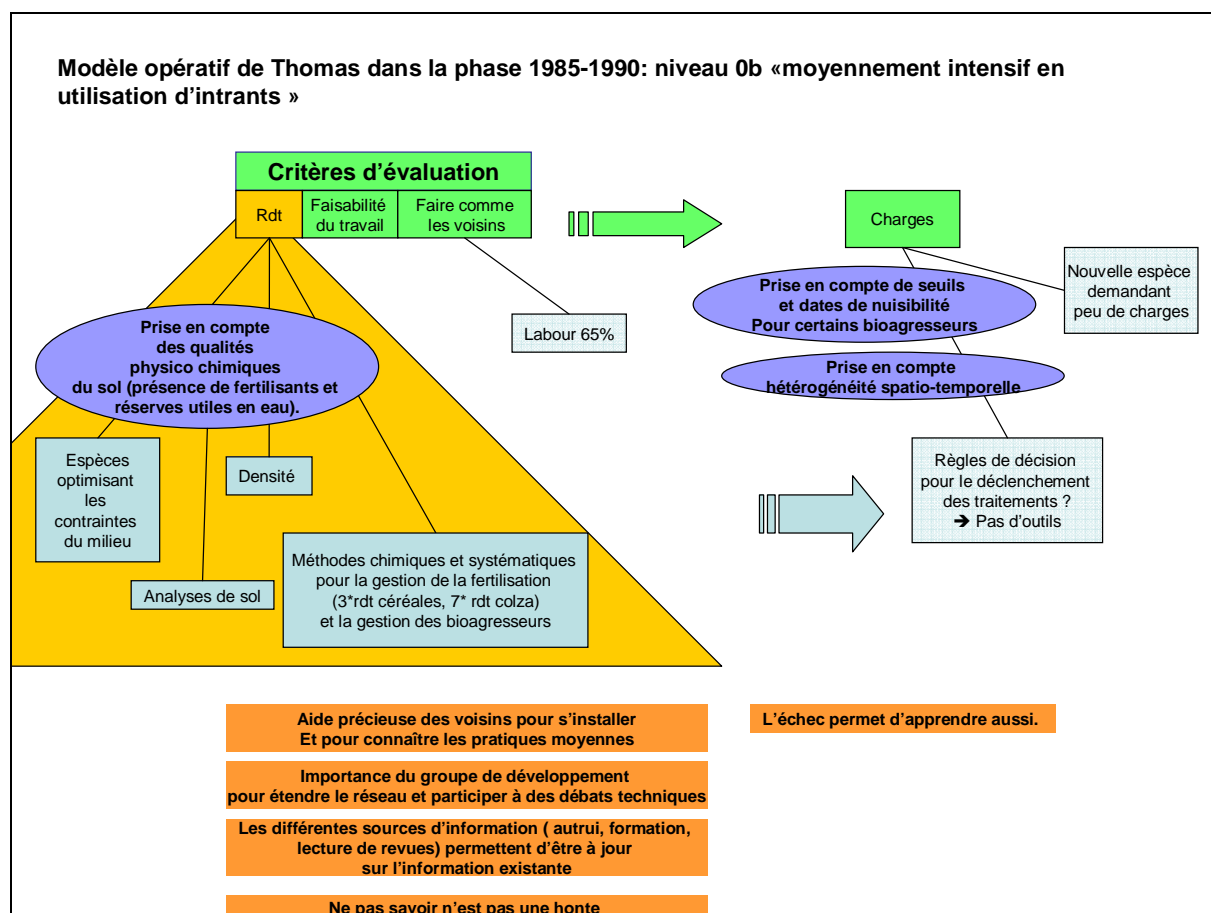 Modèle opératif de Thomas dans la phase 1985-1990: niveau 0b «moyennement intensif en
utilisation d'intrants »
Critères d'évaluation
Rdt
Faisabilité
du travail
Faire comme
les voisins
Charges
Prise en compte
des qualités
physico chimiques
du sol (présence de fertilisants et
réserves utiles en eau).
Labour 65%
Prise en compte de seuils
et dates de nuisibilité
Pour certains bioagresseurs
Nouvelle espèce
demandant
peu de charges
Prise en compte
hétérogénéité spatio-temporelle
Espèces
optimisant
les
contraintes
du milieu
Densité
Analyses de sol
Méthodes chimiques et systématiques
pour la gestion de la fertilisation
(3*rdt céréales, 7* rdt colza)
et la gestion des bioagresseurs
Règles de décision
pour le déclenchement
des traitements ?
➔ Pas d'outils
Aide précieuse des voisins pour s'installer
Et pour connaître les pratiques moyennes
L'échec permet d'apprendre aussi.
Importance du groupe de développement
pour étendre le réseau et participer à des débats techniques
Les différentes sources d'information ( autrui, formation,
lecture de revues) permettent d'être à jour
sur l'information existante
Ne pas savoir n'est pas une honte